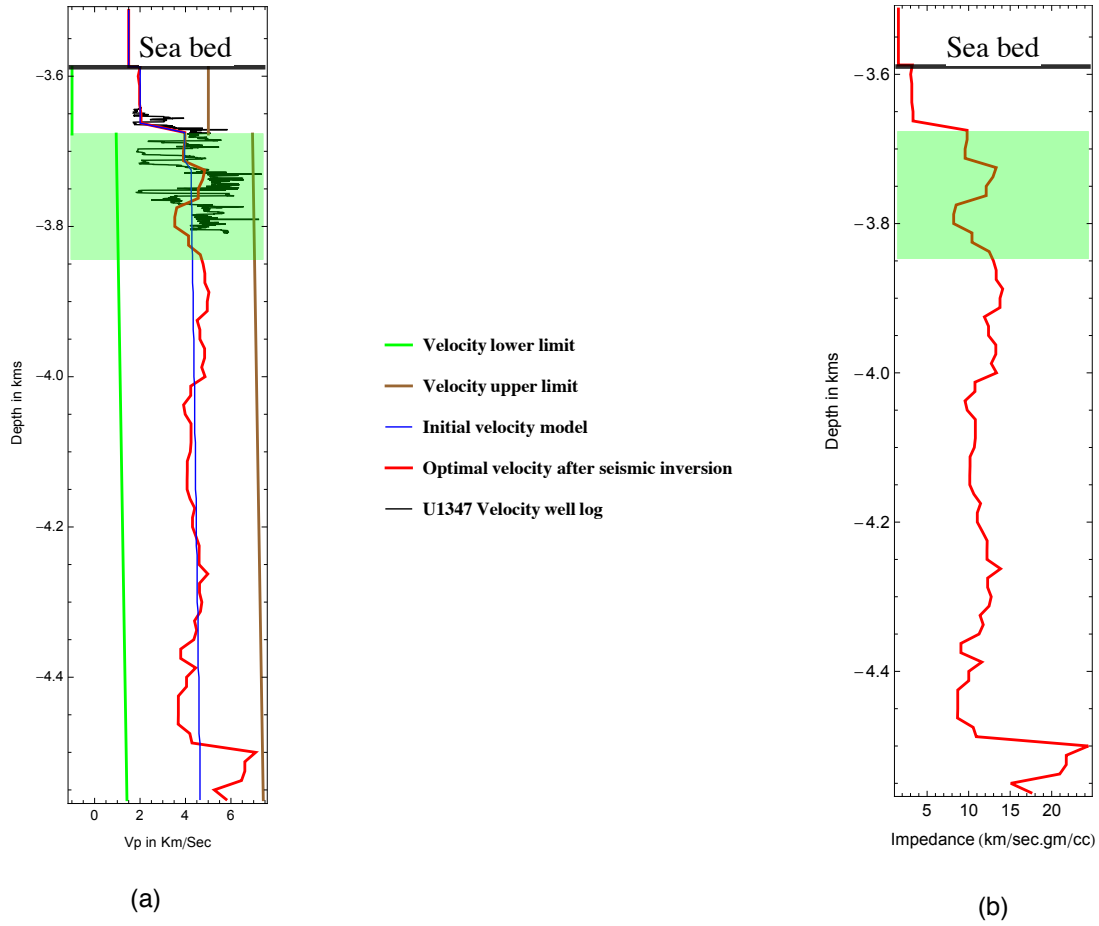 Sea bed
−3.6
−3.8
−4.0
−4.2
−4.4
Depth in kms
0 2 4 6
Vp in Km/Sec
(a)
Velocity lower limit
Velocity upper limit
Initial velocity model
Optimal velocity after seismic inversion
U1347 Velocity well log
Sea bed
−3.6
−3.8
−4.0
−4.2
−4.4
Depth in kms
5 10 15 20
Impedance (km/sec.gm/cc)
(b)